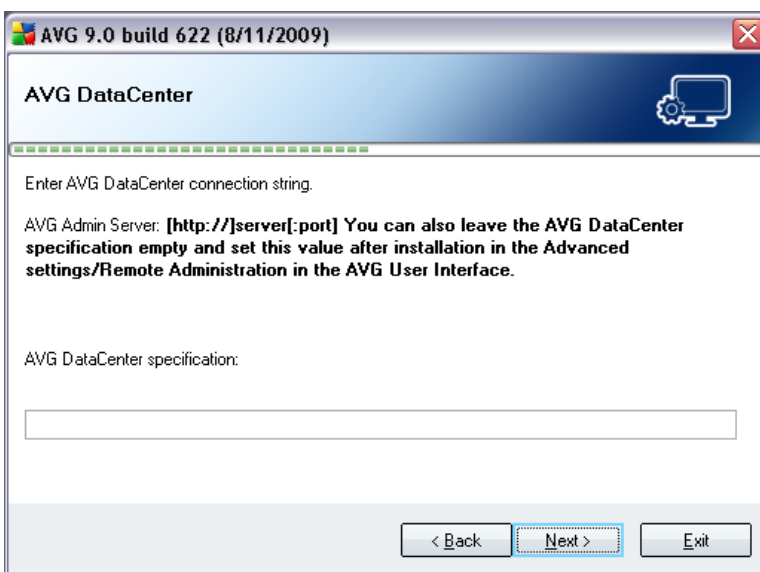 AVG 9.0 build 622 (8/11/2009)
AVG DataCenter
Enter AVG DataCenter connection string.
AVG Admin Server: [http://]server[:port] You can also leave the AVG DataCenter
specification empty and set this value after installation in the Advanced
settings/Remote Administration in the AVG User Interface.
AVG DataCenter specification:
< Back
Next >
Exit